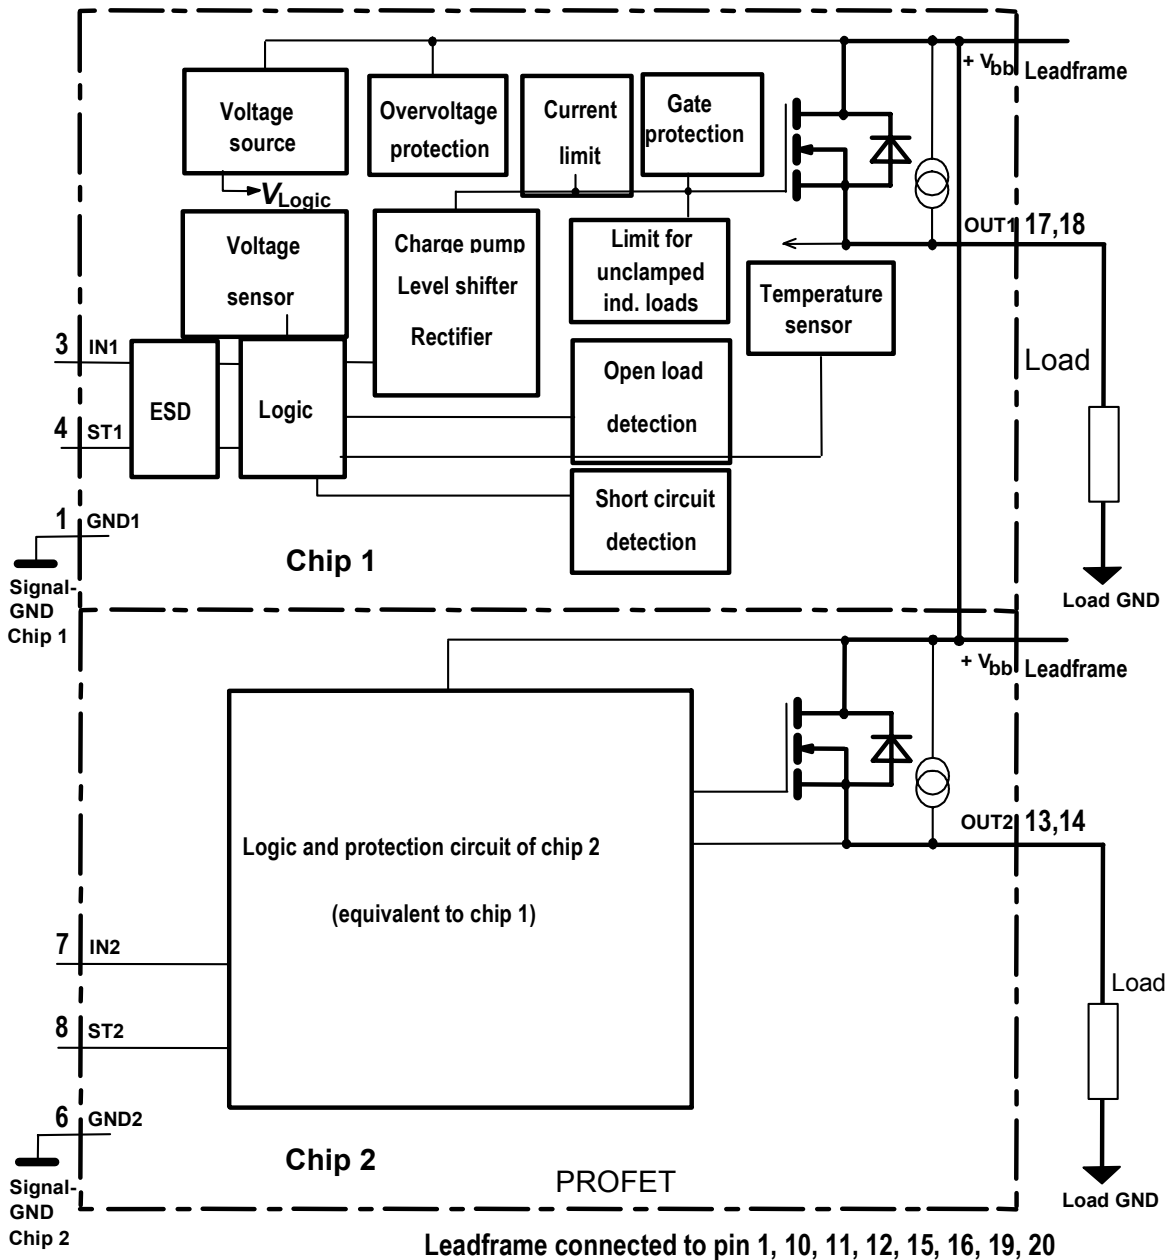 + Vbb Leadframe
Voltage
source
Overvoltage
protection
Current
limit
Gate
protection
VLogic
Voltage
sensor
Charge pump
Level shifter
Rectifier
Limit for
unclamped
ind. loads
OUT1 17,18
Temperature
sensor
3 IN1
ESD
Logic
Open load
detection
Load
4 ST1
Short circuit
detection
1 GND1
Chip 1
Signal-
GND
Chip 1
Load GND
+ Vbb Leadframe
OUT2 13,14
Logic and protection circuit of chip 2
(equivalent to chip 1)
7 IN2
8 ST2
Load
6 GND2
Chip 2
PROFET
Signal-
GND
Chip 2
Load GND
Leadframe connected to pin 1, 10, 11, 12, 15, 16, 19, 20